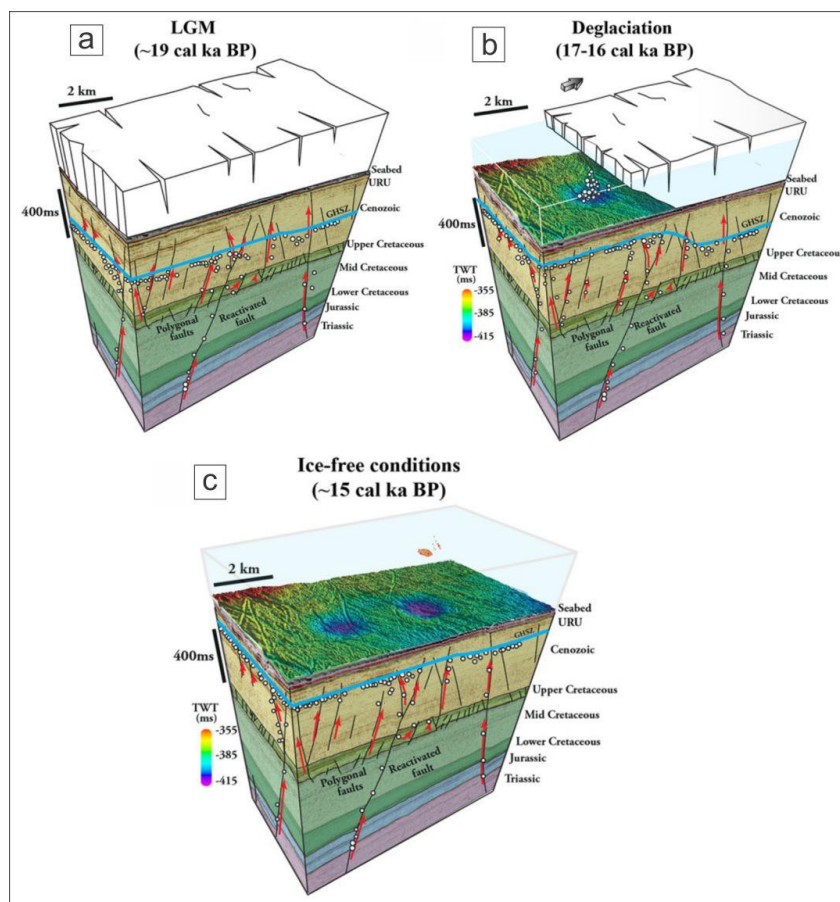 a
LGM
(~19 cal ka BP)
2 km
400ms
Seabed
URU
GHSZ
Cenozoic
Upper Cretaceous
Mid Cretaceous
Lower Cretaceous
Jurassic
Triassic
Polygonal
faults
Reactivated
fault
b
Deglaciation
(17-16 cal ka BP)
2 km
400ms
Seabed
URU
Cenozoic
GHSZ
Upper Cretaceous
Mid Cretaceous
Lower Cretaceous
Jurassic
Triassic
TWT
(ms)
-355
-385
-415
Polygonal
faults
Reactivated
fault
c
Ice-free conditions
(~15 cal ka BP)
2 km
400ms
Seabed
URU
GHSZ
Cenozoic
Upper Cretaceous
Mid Cretaceous
Lower Cretaceous
Jurassic
Triassic
TWT
(ms)
-355
-385
-415
Polygonal
faults
Reactivated
fault